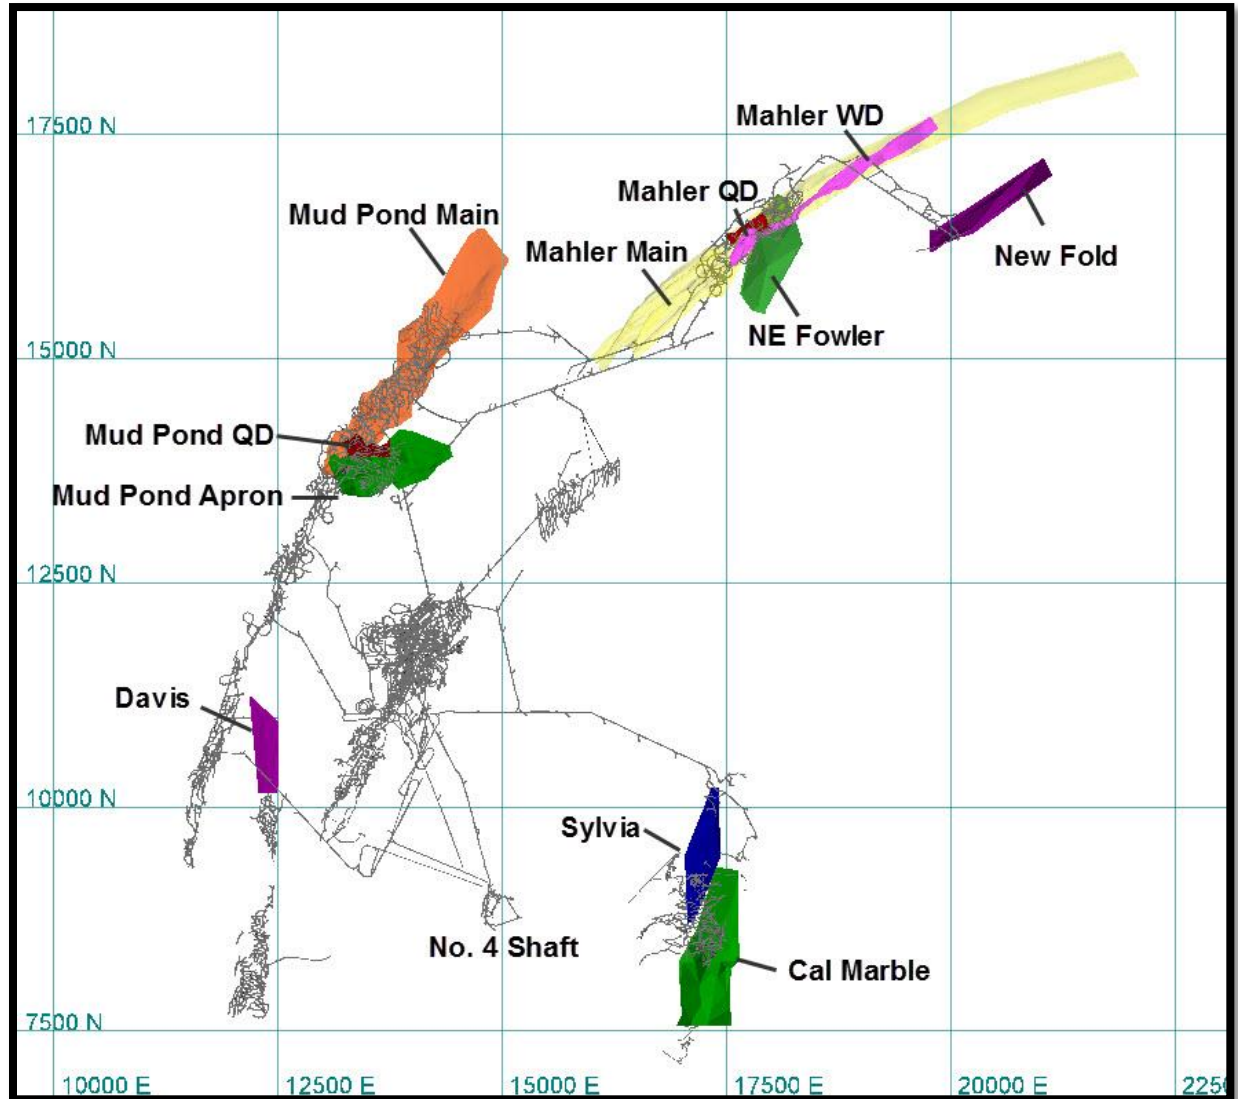 17500 N
Mahler WD
Mahler QD
Mud Pond Main
Mahler Main
New Fold
NE Fowler
15000 N
Mud Pond QD
Mud Pond Apron
12500 N
Davis
10000 N
Sylvia
No. 4 Shaft
Cal Marble
7500 N
10000 E
12500 E
15000 E
17500 E
20000 E
2250